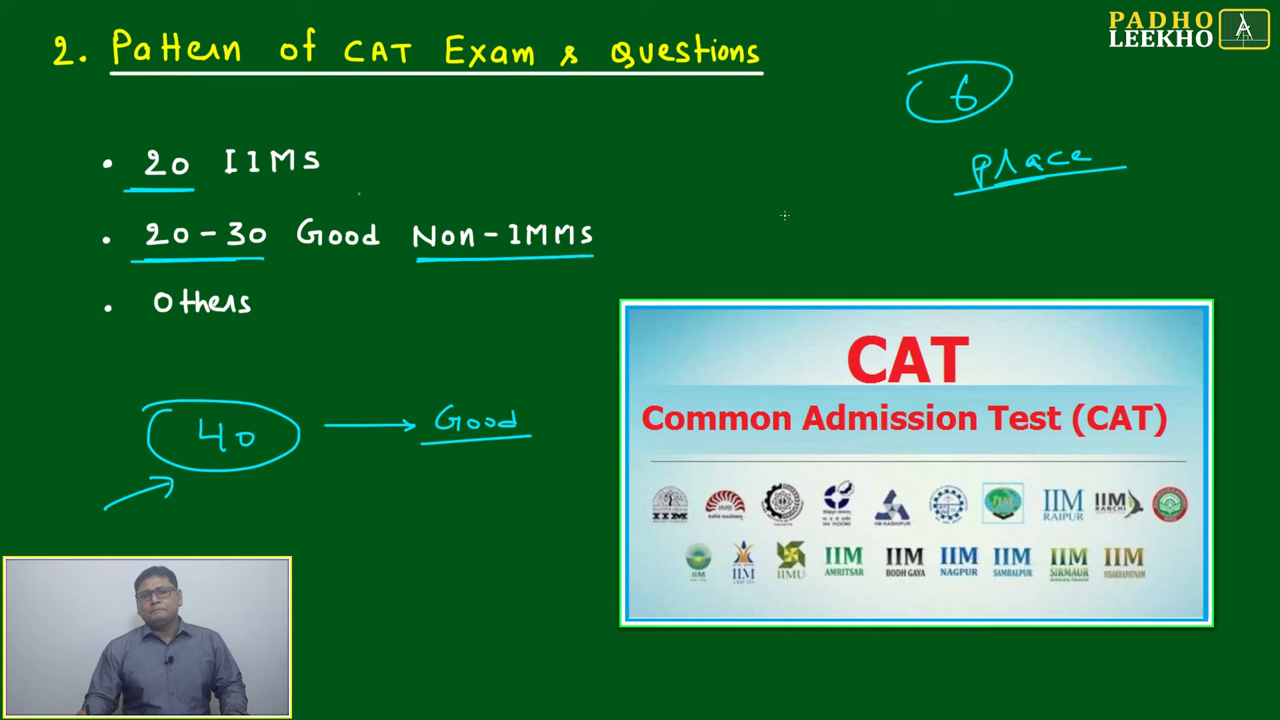 PADHO
LEEKHO
2. Pattern of CAT Exam & Questions
6
place
• 20 IIMS
• 20-30 Good Non-IMMs
• Others
40 → Good
CAT
Common Admission Test (CAT)
IIM
RAIPUR
IIM
RANCHI
IIM
IIM
IIMU
IIM
AMRITSAR
IIM
BODH GAYA
IIM
NAGPUR
IIM
SAMBALPUR
IIM
SIRMAUR
IIM
VISAKHAPATNAM